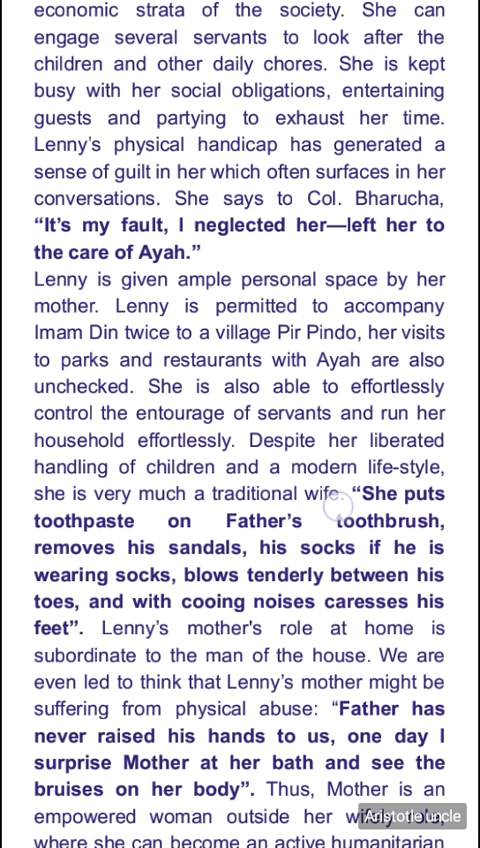 economic strata of the society. She can
engage several servants to look after the
children and other daily chores. She is kept
busy with her social obligations, entertaining
guests and partying to exhaust her time.
Lenny's physical handicap has generated a
sense of guilt in her which often surfaces in her
conversations. She says to Col. Bharucha,
“It's my fault, I neglected her—left her to
the care of Ayah.”
Lenny is given ample personal space by her
mother. Lenny is permitted to accompany
Imam Din twice to a village Pir Pindo, her visits
to parks and restaurants with Ayah are also
unchecked. She is also able to effortlessly
control the entourage of servants and run her
household effortlessly. Despite her liberated
handling of children and a modern life-style,
she is very much a traditional wife. “She puts
toothpaste on Father's toothbrush,
removes his sandals, his socks if he is
wearing socks, blows tenderly between his
toes, and with cooing noises caresses his
feet”. Lenny's mother's role at home is
subordinate to the man of the house. We are
even led to think that Lenny's mother might be
suffering from physical abuse: “Father has
never raised his hands to us, one day I
surprise Mother at her bath and see the
bruises on her body”. Thus, Mother is an
empowered woman outside her wifely role,
Aristotle uncle
where she can become an active humanitarian